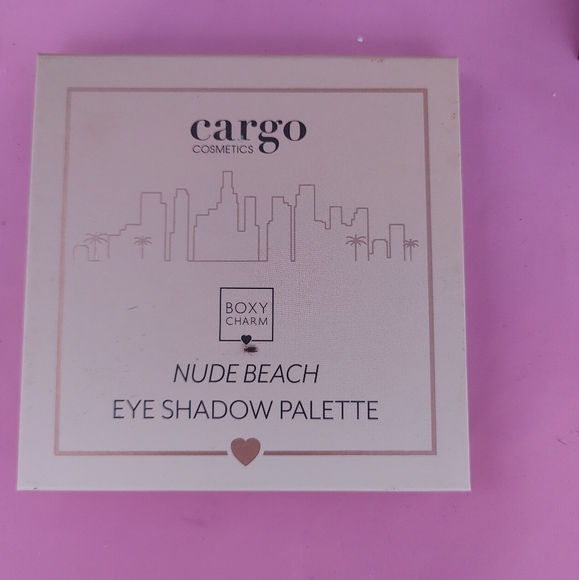 cargo
COSMETICS
BOXY
CHARM
NUDE BEACH
EYE SHADOW PALETTE